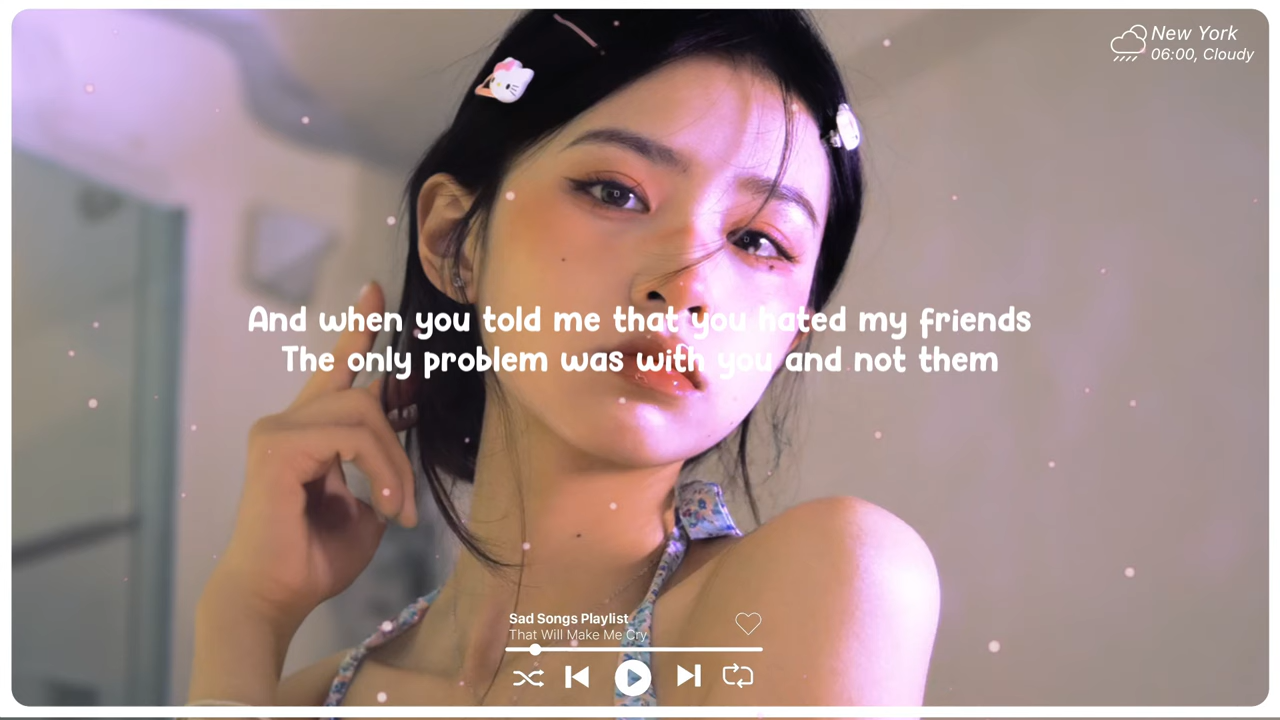 New York
06:00, Cloudy
And when you told me that you hated my friends
The only problem was with you and not them
Sad Songs Playlist
That Will Make Me Cry